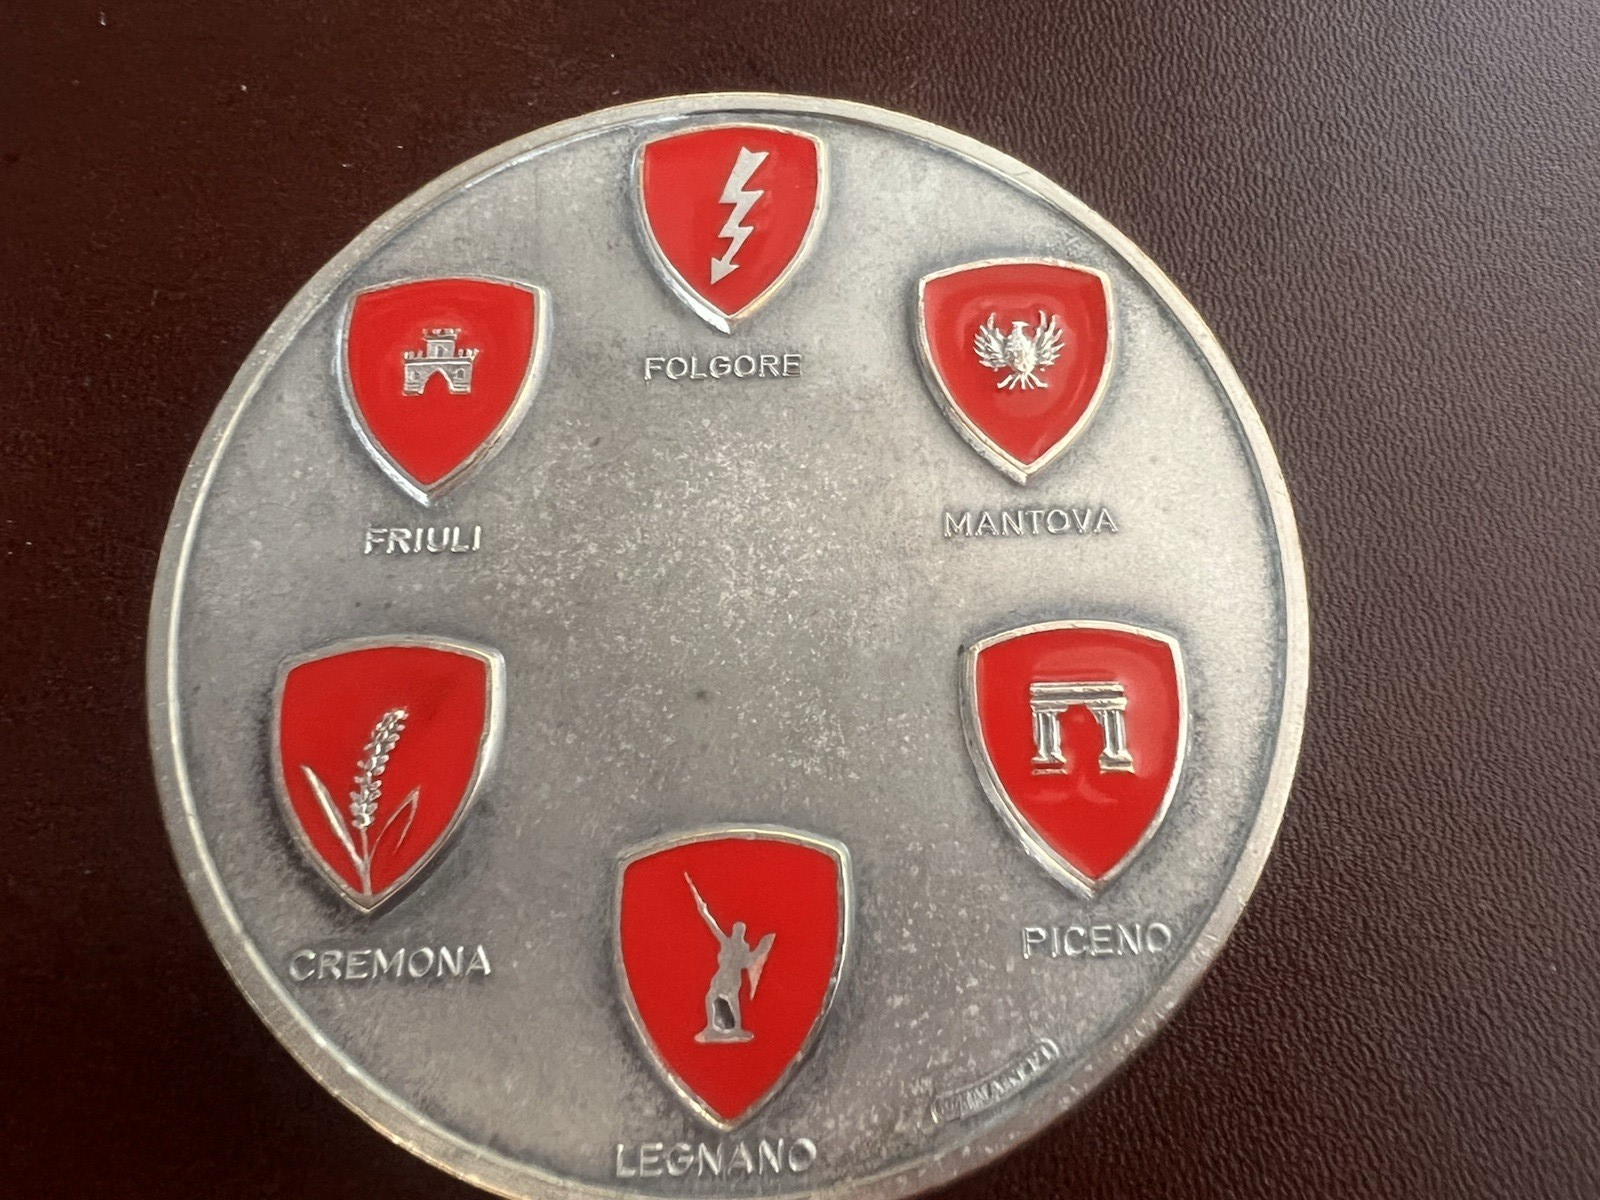 FOLGORE
FRIULI
MANTOVA
CREMONA
PICENO
LEGNANO